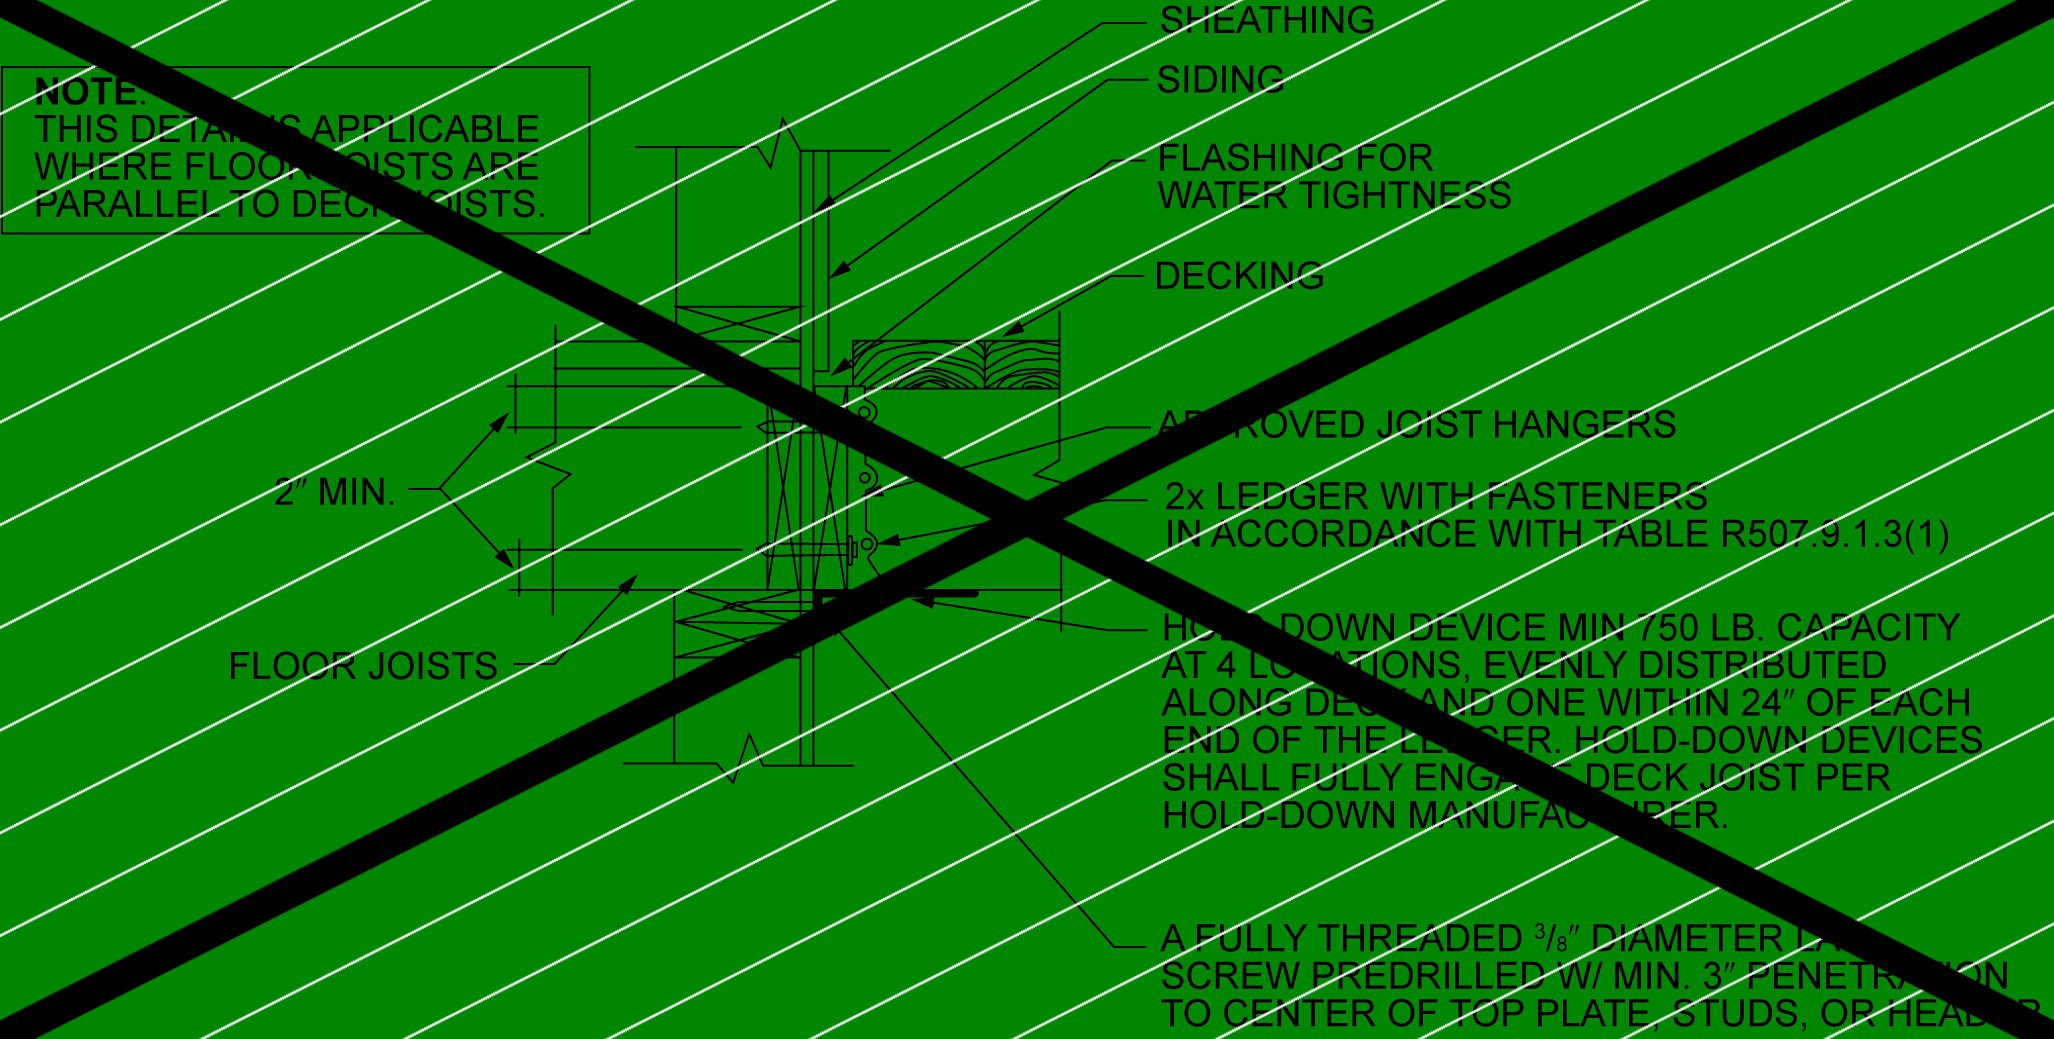 SHEATHING
NOTE:
THIS DETAIL IS APPLICABLE
WHERE FLOOR JOISTS ARE
PARALLEL TO DECK JOISTS.
SIDING
FLASHING FOR
WATER TIGHTNESS
DECKING
APPROVED JOIST HANGERS
2″ MIN.
2x LEDGER WITH FASTENERS
IN ACCORDANCE WITH TABLE R507.9.1.3(1)
FLOOR JOISTS
HOLD-DOWN DEVICE MIN 750 LB. CAPACITY
AT 4 LOCATIONS, EVENLY DISTRIBUTED
ALONG DECK AND ONE WITHIN 24″ OF EACH
END OF THE LEDGER. HOLD-DOWN DEVICES
SHALL FULLY ENGAGE DECK JOIST PER
HOLD-DOWN MANUFACTURER.
A FULLY THREADED 3/8″ DIAMETER LAG
SCREW PREDRILLED W/ MIN. 3″ PENETRATION
TO CENTER OF TOP PLATE, STUDS, OR HEADER